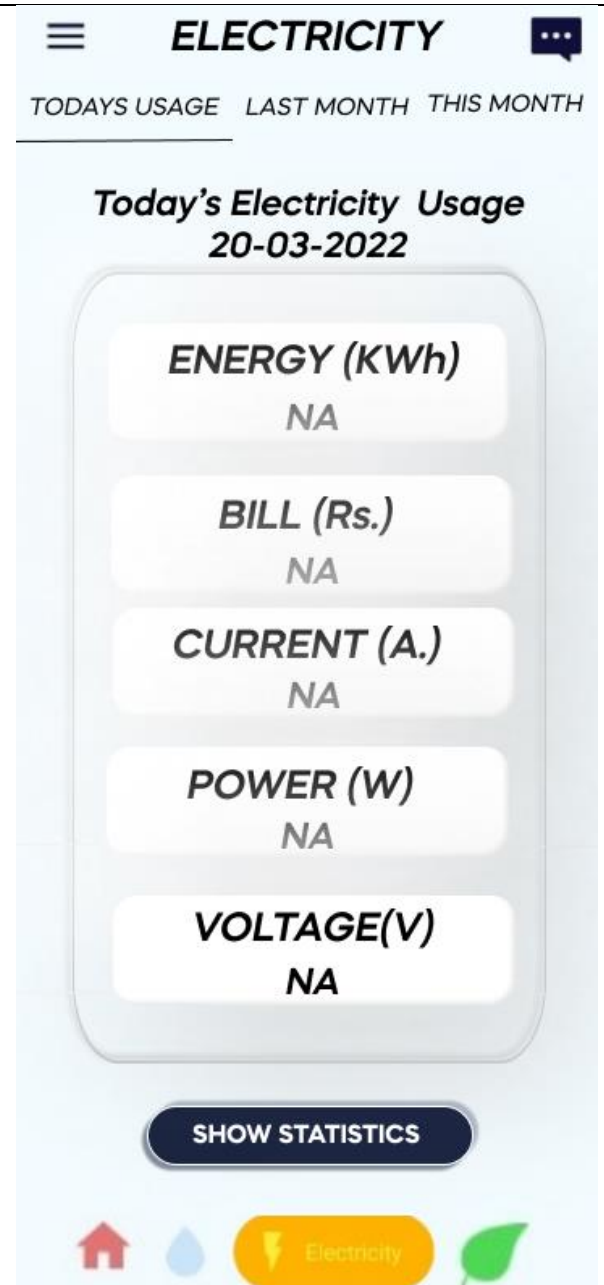 ELECTRICITY
TODAYS USAGE LAST MONTH THIS MONTH
Today's Electricity Usage
20-03-2022
ENERGY (KWh)
NA
BILL (Rs.)
NA
CURRENT (A.)
NA
POWER (W)
NA
VOLTAGE(V)
NA
SHOW STATISTICS
Electricity